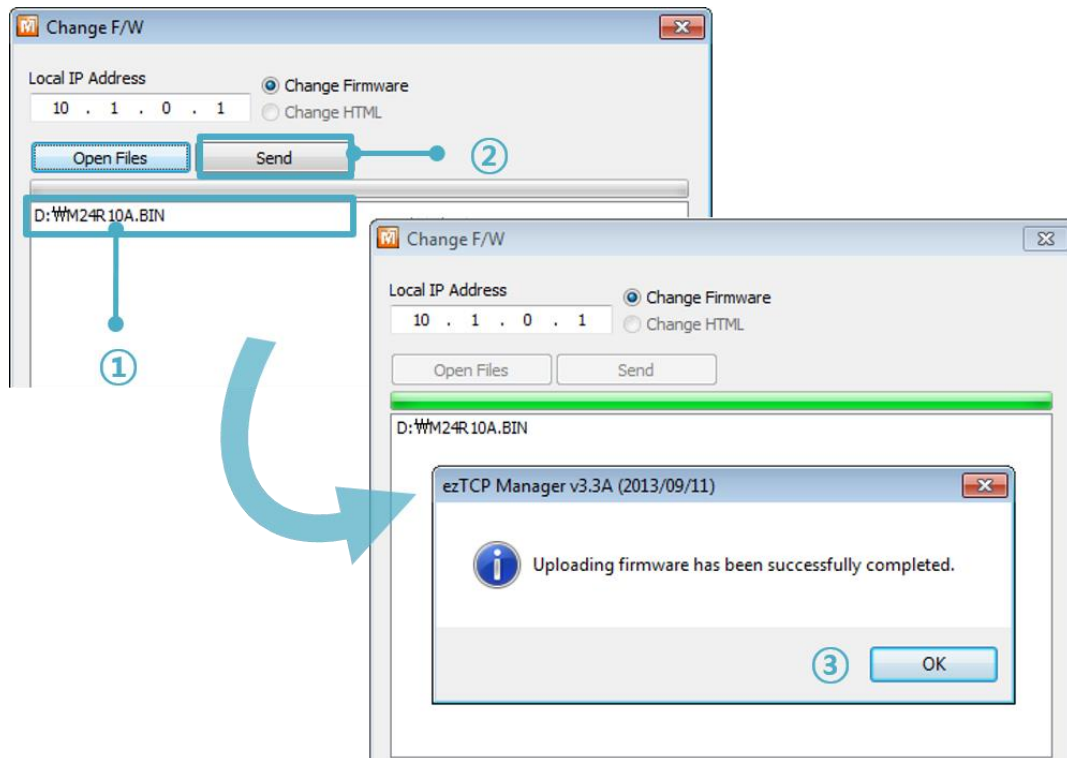 Change F/W
Local IP Address
Change Firmware
10 . 1 . 0 . 1
Change HTML
Open Files
Send
②
D:₩M24R10A.BIN
①
Change F/W
Local IP Address
Change Firmware
10 . 1 . 0 . 1
Change HTML
Open Files
Send
D:₩M24R10A.BIN
ezTCP Manager v3.3A (2013/09/11)
Uploading firmware has been successfully completed.
③
OK